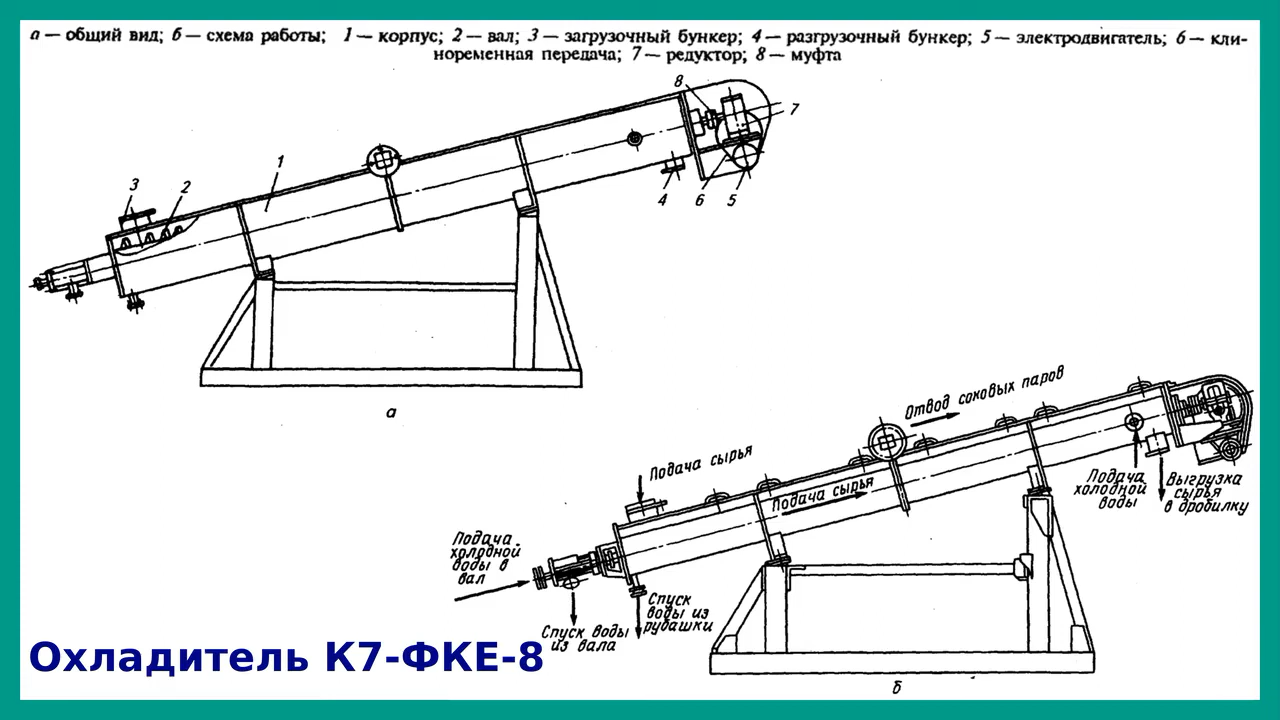 а — общий вид; б — схема работы; 1 — корпус; 2 — вал; 3 — загрузочный бункер; 4 — разгрузочный бункер; 5 — электродвигатель; 6 — кли-
ноременная передача; 7 — редуктор; 8 — муфта
8
7
1
3
2
4
6
5
а
Отвод соковых паров
Подача сырья
Подача сырья
Подача
холодной
воды
Выгрузка
сырья
в дробилку
Подача
холодной
воды в
вал
Спуск
воды из
рубашки
Спуск воды
из вала
Охладитель К7-ФКЕ-8
б